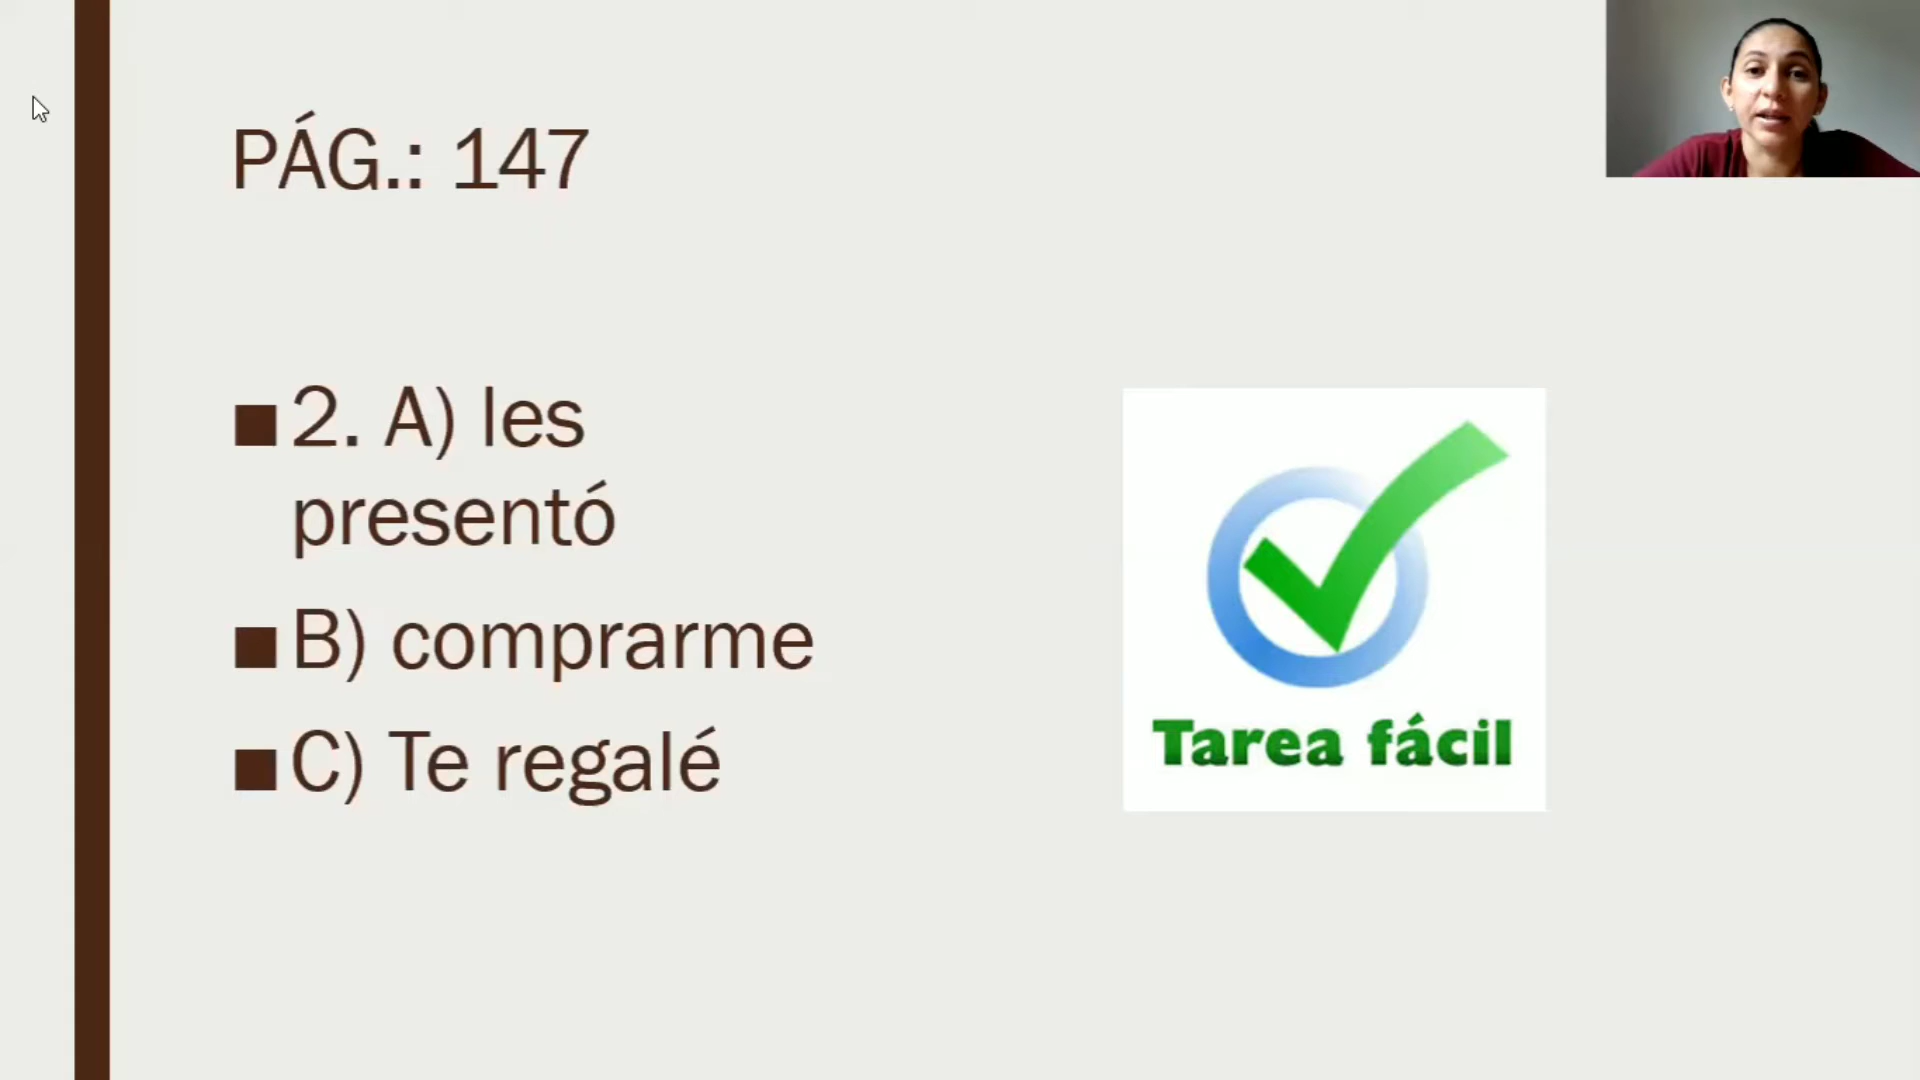 PÁG.: 147
2. A) les
presentó
B) comprarme
C) Te regalé
Tarea fácil